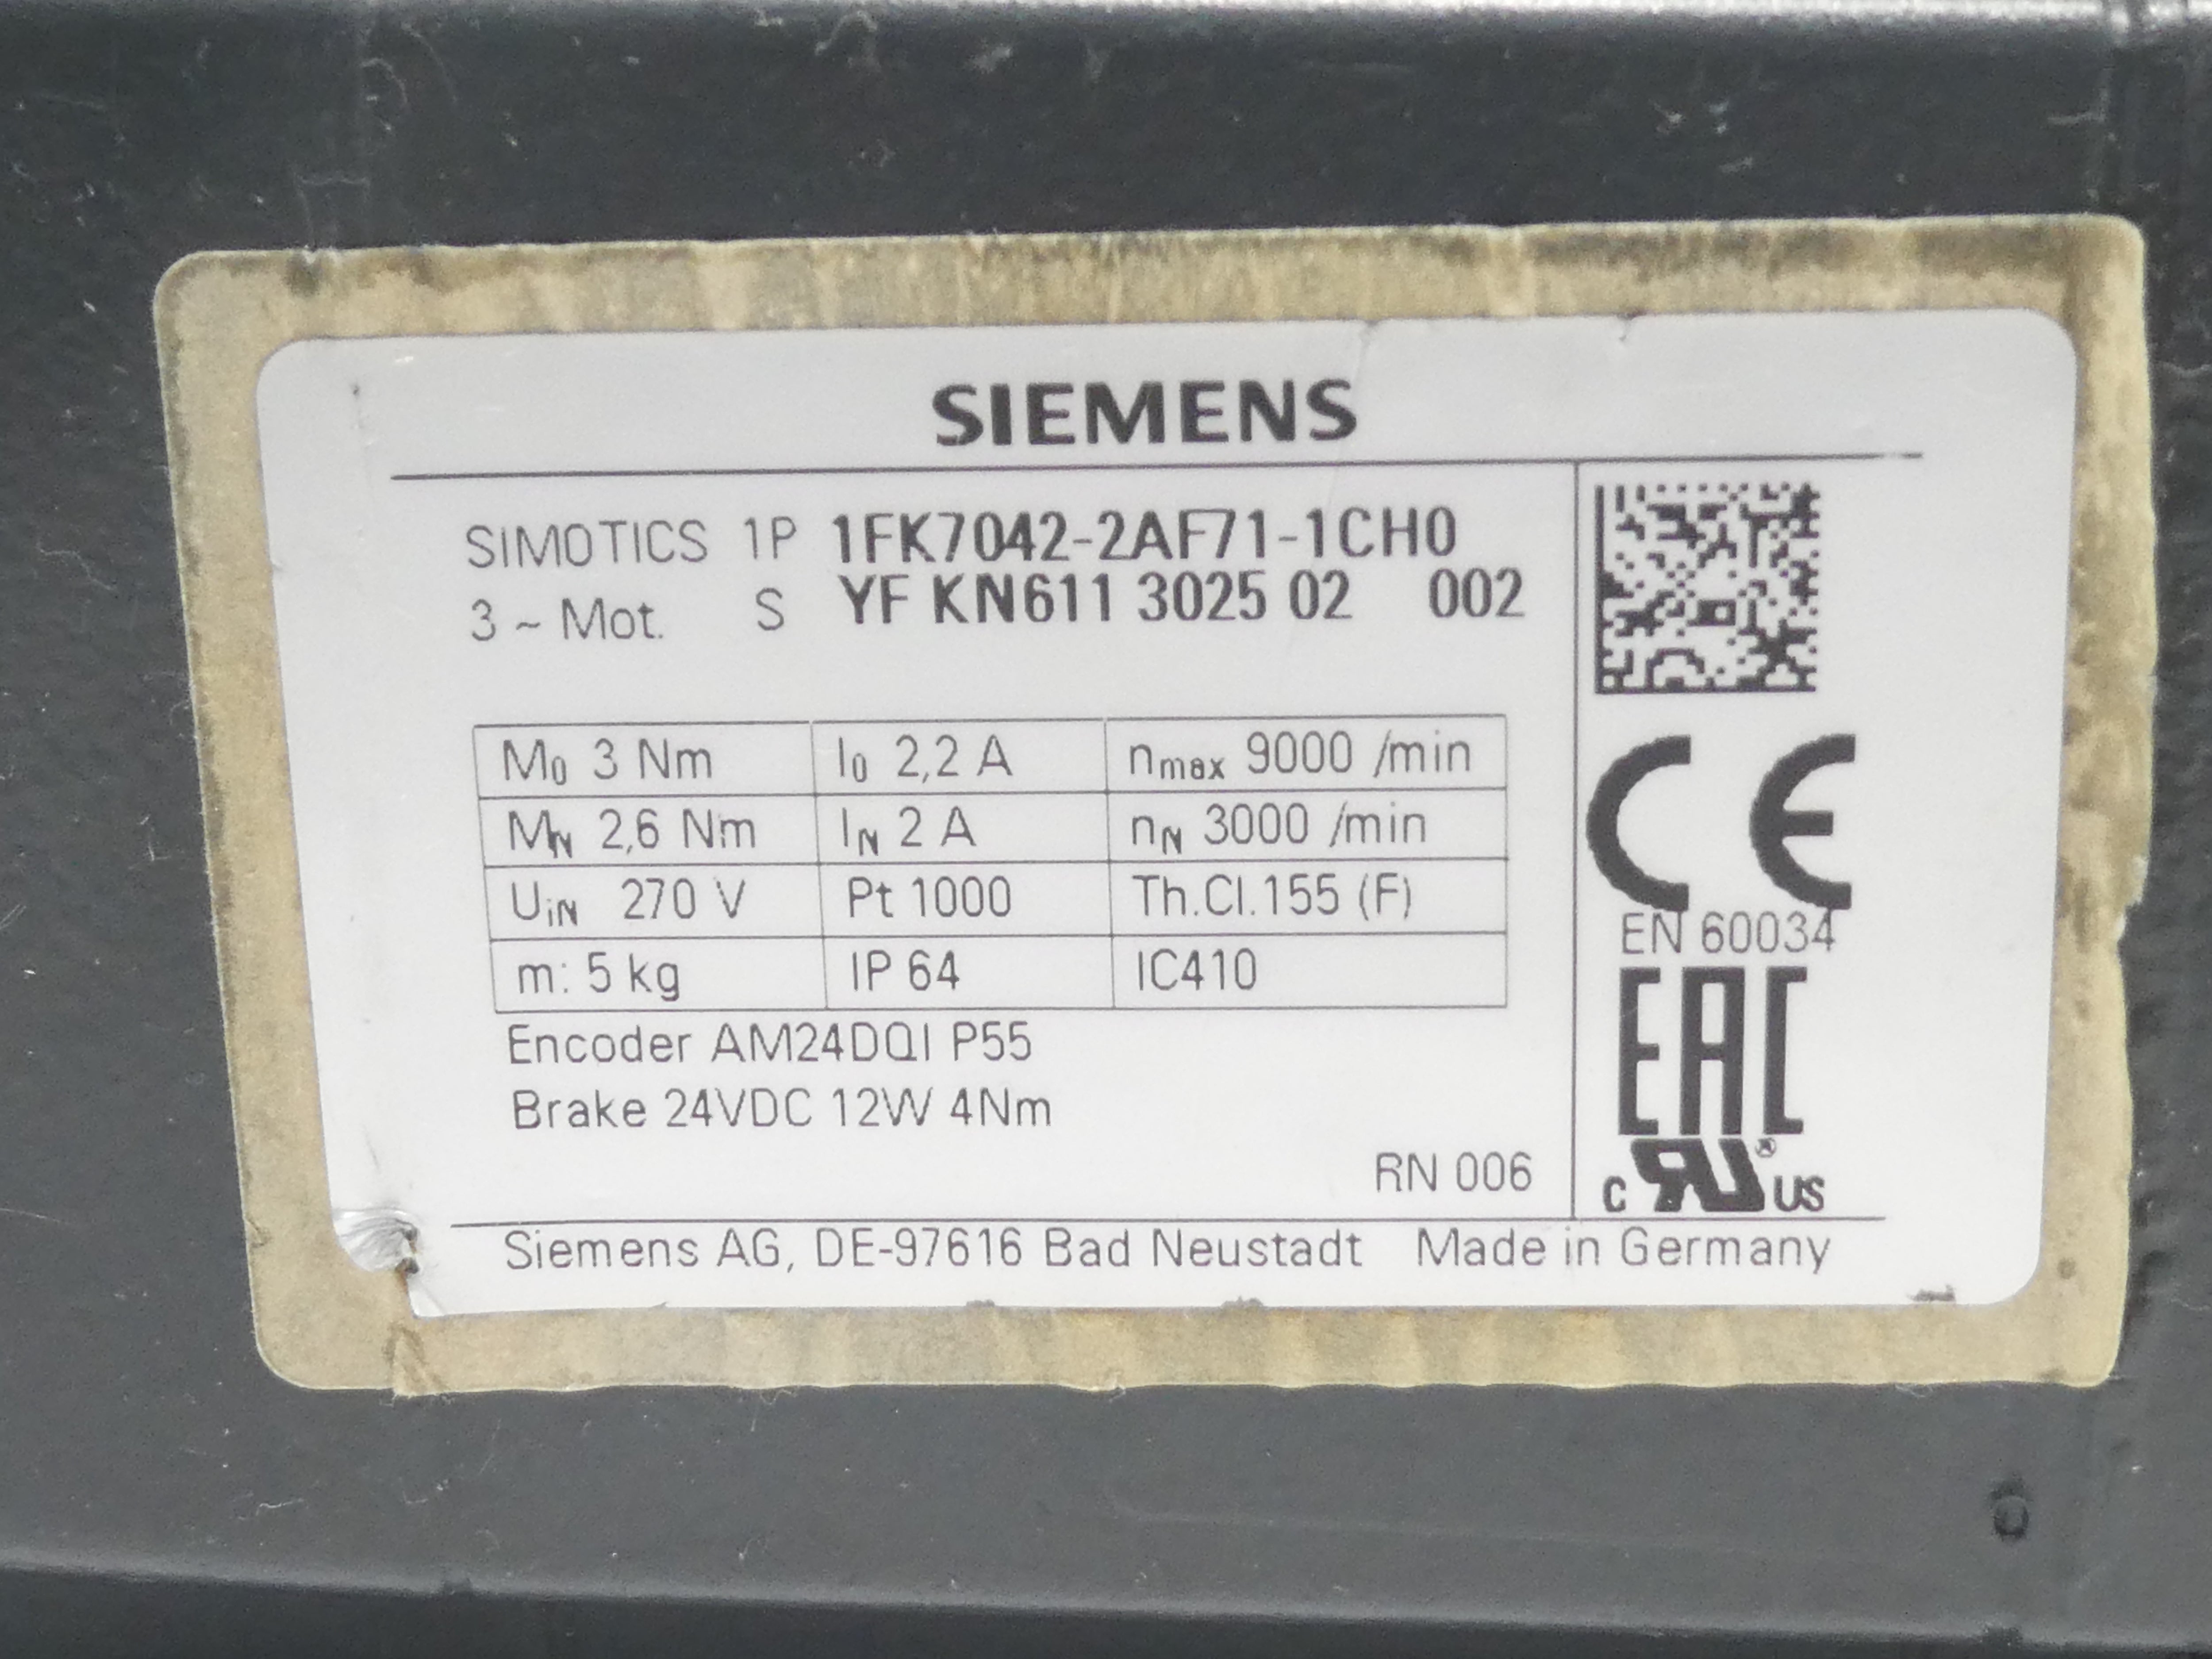 SIEMENS
SIMOTICS 1P 1FK7042-2AF71-1CH0
3 ~ Mot. S YF KN611 3025 02 002
M0 3 Nm I0 2,2 A nmax 9000 /min
MN 2,6 Nm IN 2 A nN 3000 /min
UiN 270 V Pt 1000 Th.Cl.155 (F)
m: 5 kg IP 64 IC410
CE
EN 60034
EAC
Encoder AM24DQI P55
Brake 24VDC 12W 4Nm
RN 006
c RU ® US
Siemens AG, DE-97616 Bad Neustadt Made in Germany